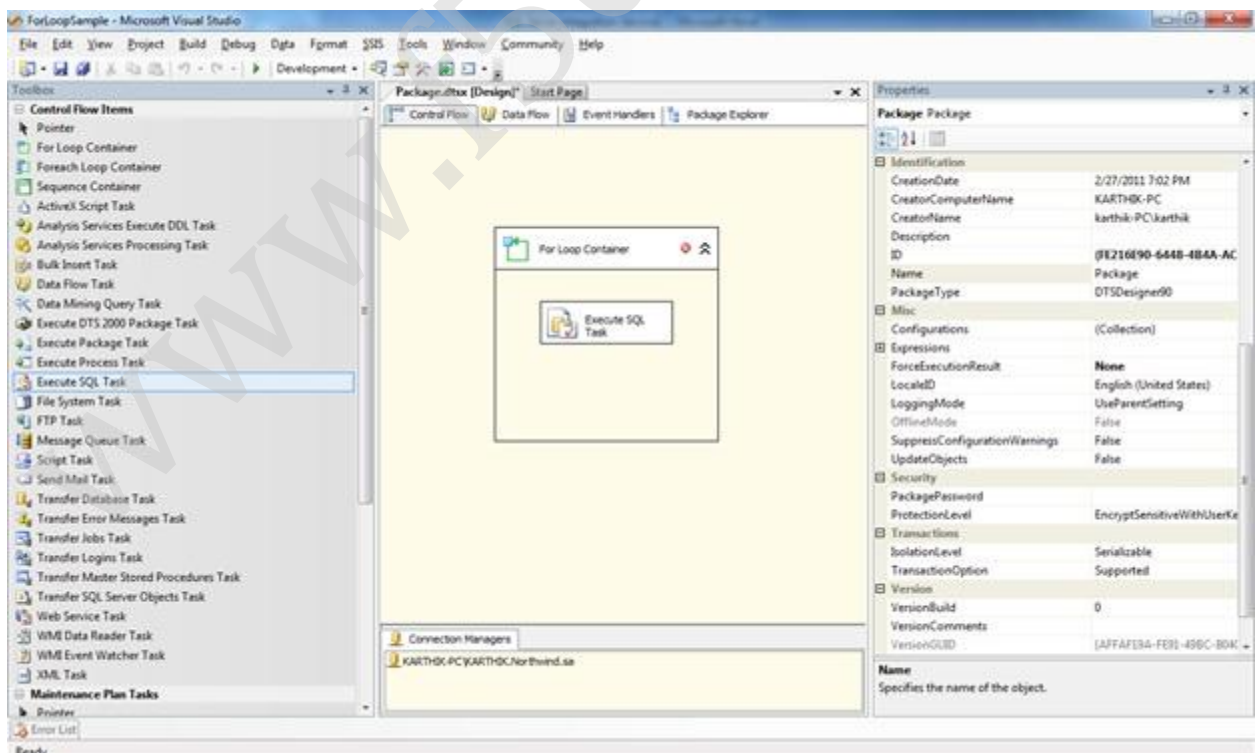 ForLoopSample - Microsoft Visual Studio
File Edit View Project Build Debug Data Format SSIS Tools Window Community Help
Development
Toolbox
Control Flow Items
Pointer
For Loop Container
Foreach Loop Container
Sequence Container
ActiveX Script Task
Analysis Services Execute DDL Task
Analysis Services Processing Task
Bulk Insert Task
Data Flow Task
Data Mining Query Task
Execute DTS 2000 Package Task
Execute Package Task
Execute Process Task
Execute SQL Task
File System Task
FTP Task
Message Queue Task
Script Task
Send Mail Task
Transfer Database Task
Transfer Error Messages Task
Transfer Jobs Task
Transfer Logins Task
Transfer Master Stored Procedures Task
Transfer SQL Server Objects Task
Web Service Task
WMI Data Reader Task
WMI Event Watcher Task
XML Task
Maintenance Plan Tasks
Pointer
Package.dtsx [Design]* Start Page
Control Flow Data Flow Event Handlers Package Explorer
For Loop Container
Execute SQL
Task
Connection Managers
KARTHIK-PC\KARTHIK.Northwind.sa
Properties
Package Package
Identification
CreationDate 2/27/2011 7:02 PM
CreatorComputerName KARTHIK-PC
CreatorName karthik-PC\karthik
Description
ID {FE216E90-6448-4B4A-AC
Name Package
PackageType DTSDesigner90
Misc
Configurations (Collection)
Expressions
ForceExecutionResult None
LocaleID English (United States)
LoggingMode UseParentSetting
OfflineMode False
SuppressConfigurationWarnings False
UpdateObjects False
Security
PackagePassword
ProtectionLevel EncryptSensitiveWithUserKe
Transactions
IsolationLevel Serializable
TransactionOption Supported
Version
VersionBuild 0
VersionComments
VersionGUID
Name
Specifies the name of the object.
Error List
Ready